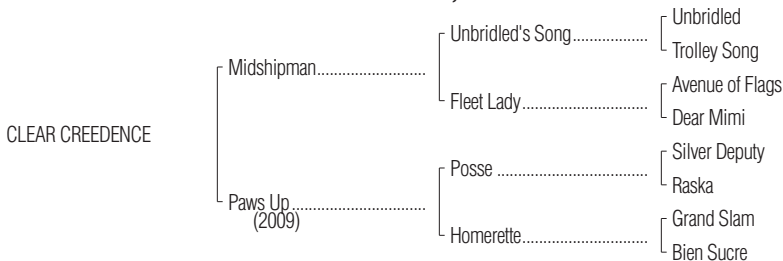 Unbridled
Unbridled's Song.................
Trolley Song
Midshipman.........................
Avenue of Flags
Fleet Lady............................
Dear Mimi
CLEAR CREEDENCE
Silver Deputy
Posse ..................................
Raska
Paws Up ..............................
(2009)
Grand Slam
Homerette............................
Bien Sucre